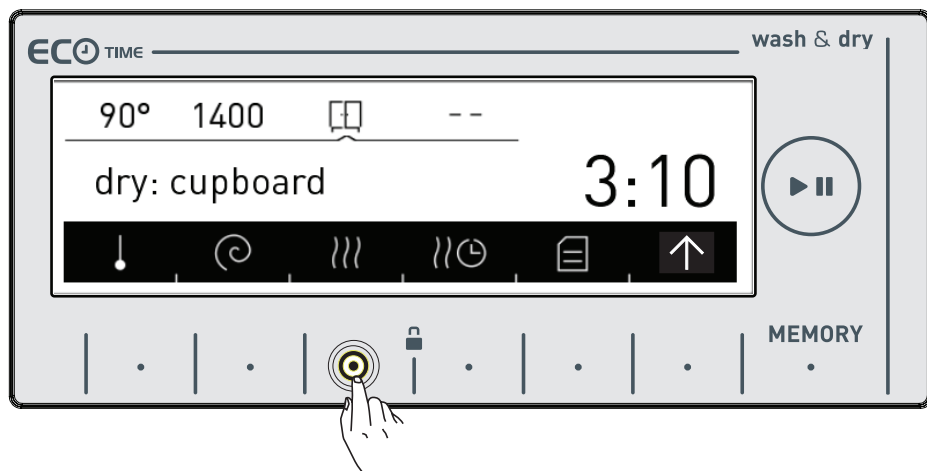 ECO TIME
wash & dry
90° 1400 - -
dry: cupboard
3:10
MEMORY